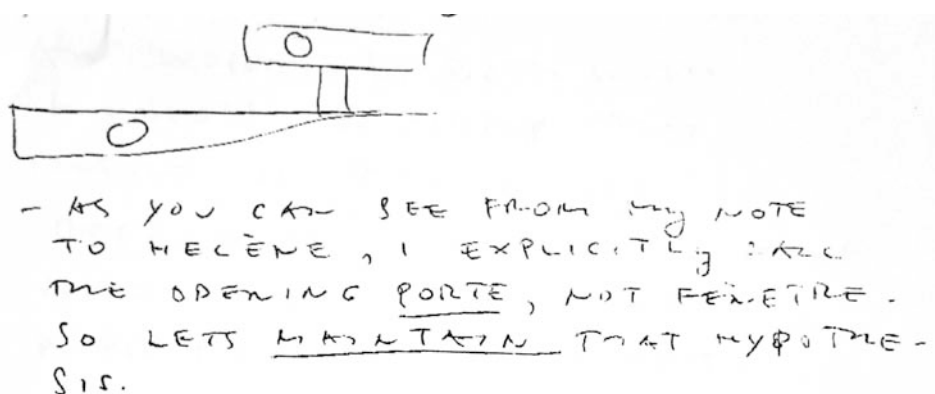 - AS YOU CAN SEE FROM MY NOTE
TO HELÈNE, I EXPLICITLY CALL
THE OPENING PORTE, NOT FENETRE.
SO LETS MAINTAIN THAT HYPOTHE-
SIS.